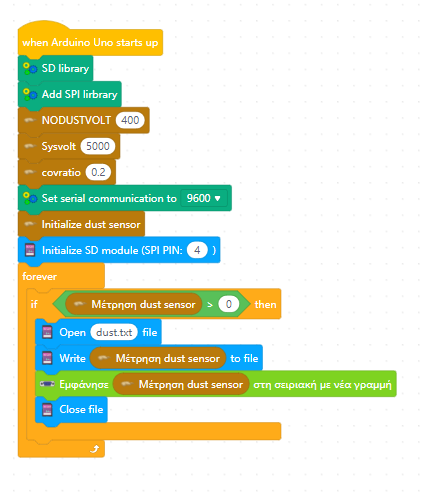 when Arduino Uno starts up
SD library
Add SPI lirbrary
NODUSTVOLT 400
Sysvolt 5000
covratio 0.2
Set serial communication to 9600 ▾
Initialize dust sensor
Initialize SD module (SPI PIN: 4 )
forever
if Μέτρηση dust sensor > 0 then
Open dust.txt file
Write Μέτρηση dust sensor to file
Εμφάνησε Μέτρηση dust sensor στη σειριακή με νέα γραμμή
Close file